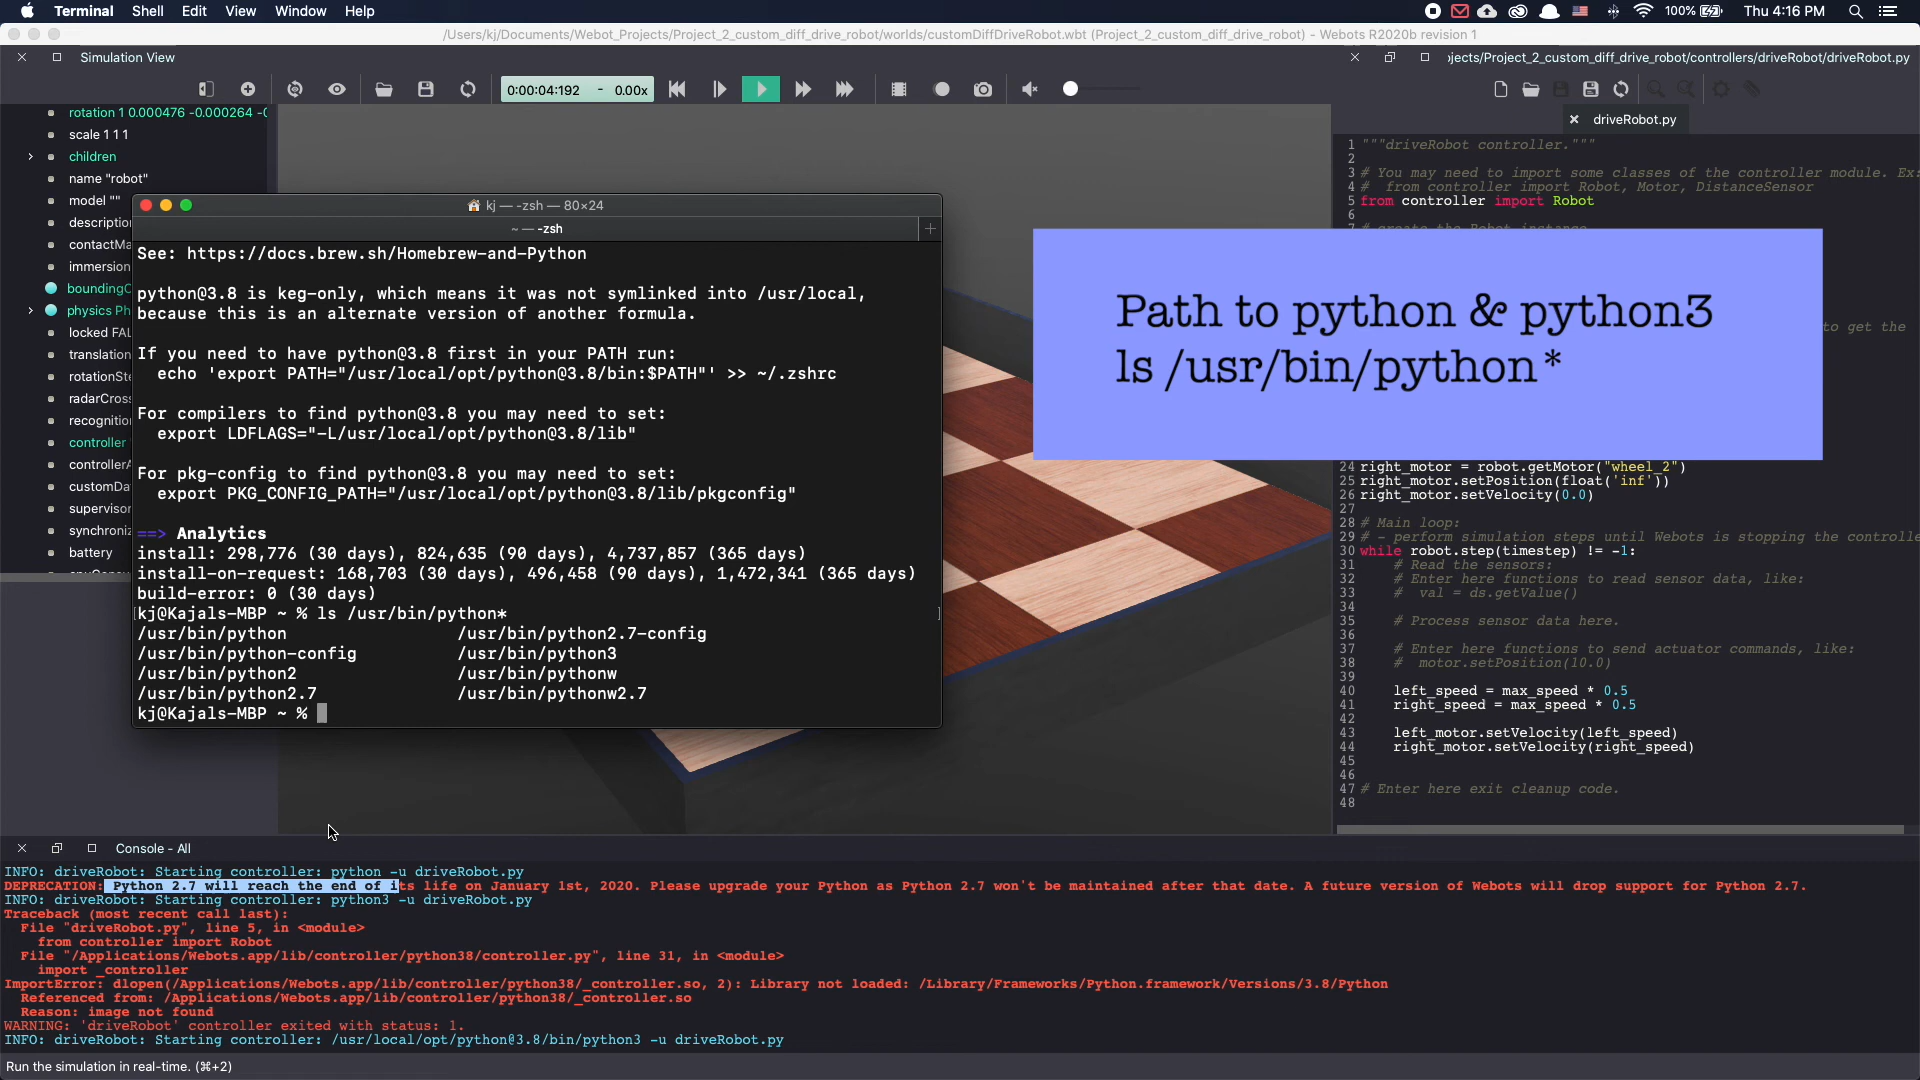 Terminal Shell Edit View Window Help 100% Thu 4:16 PM
/Users/kj/Documents/Webot_Projects/Project_2_custom_diff_drive_robot/worlds/customDiffDriveRobot.wbt (Project_2_custom_diff_drive_robot) - Webots R2020b revision 1
Simulation View
jects/Project_2_custom_diff_drive_robot/controllers/driveRobot/driveRobot.py
0:00:04:192 - 0.00x
driveRobot.py
rotation 1 0.000476 -0.000264 -0
scale 1 1 1
children
name "robot"
model ""
description
contactMa
immersion
boundingO
physics Ph
locked FAL
translation
rotationSte
radarCross
recognition
controller
controllerA
customDa
supervisor
synchroniz
battery
kj — -zsh — 80×24
~ — -zsh
See: https://docs.brew.sh/Homebrew-and-Python
python@3.8 is keg-only, which means it was not symlinked into /usr/local,
because this is an alternate version of another formula.
If you need to have python@3.8 first in your PATH run:
echo 'export PATH="/usr/local/opt/python@3.8/bin:$PATH"' >> ~/.zshrc
For compilers to find python@3.8 you may need to set:
export LDFLAGS="-L/usr/local/opt/python@3.8/lib"
For pkg-config to find python@3.8 you may need to set:
export PKG_CONFIG_PATH="/usr/local/opt/python@3.8/lib/pkgconfig"
==> Analytics
install: 298,776 (30 days), 824,635 (90 days), 4,737,857 (365 days)
install-on-request: 168,703 (30 days), 496,458 (90 days), 1,472,341 (365 days)
build-error: 0 (30 days)
[kj@Kajals-MBP ~ % ls /usr/bin/python* ]
/usr/bin/python /usr/bin/python2.7-config
/usr/bin/python-config /usr/bin/python3
/usr/bin/python2 /usr/bin/pythonw
/usr/bin/python2.7 /usr/bin/pythonw2.7
kj@Kajals-MBP ~ %
Path to python & python3
ls /usr/bin/python*
1 """driveRobot controller."""
2
3 # You may need to import some classes of the controller module. Ex:
4 # from controller import Robot, Motor, DistanceSensor
5 from controller import Robot
6
7 # create the Robot instance
to get the
24 right_motor = robot.getMotor("wheel_2")
25 right_motor.setPosition(float('inf'))
26 right_motor.setVelocity(0.0)
27
28 # Main loop:
29 # - perform simulation steps until Webots is stopping the controlle
30 while robot.step(timestep) != -1:
31 # Read the sensors:
32 # Enter here functions to read sensor data, like:
33 # val = ds.getValue()
34
35 # Process sensor data here.
36
37 # Enter here functions to send actuator commands, like:
38 # motor.setPosition(10.0)
39
40 left_speed = max_speed * 0.5
41 right_speed = max_speed * 0.5
42
43 left_motor.setVelocity(left_speed)
44 right_motor.setVelocity(right_speed)
45
46
47 # Enter here exit cleanup code.
48
Console - All
INFO: driveRobot: Starting controller: python -u driveRobot.py
DEPRECATION: Python 2.7 will reach the end of its life on January 1st, 2020. Please upgrade your Python as Python 2.7 won't be maintained after that date. A future version of Webots will drop support for Python 2.7.
INFO: driveRobot: Starting controller: python3 -u driveRobot.py
Traceback (most recent call last):
File "driveRobot.py", line 5, in <module>
from controller import Robot
File "/Applications/Webots.app/lib/controller/python38/controller.py", line 31, in <module>
import _controller
ImportError: dlopen(/Applications/Webots.app/lib/controller/python38/_controller.so, 2): Library not loaded: /Library/Frameworks/Python.framework/Versions/3.8/Python
Referenced from: /Applications/Webots.app/lib/controller/python38/_controller.so
Reason: image not found
WARNING: 'driveRobot' controller exited with status: 1.
INFO: driveRobot: Starting controller: /usr/local/opt/python@3.8/bin/python3 -u driveRobot.py
Run the simulation in real-time. (⌘+2)